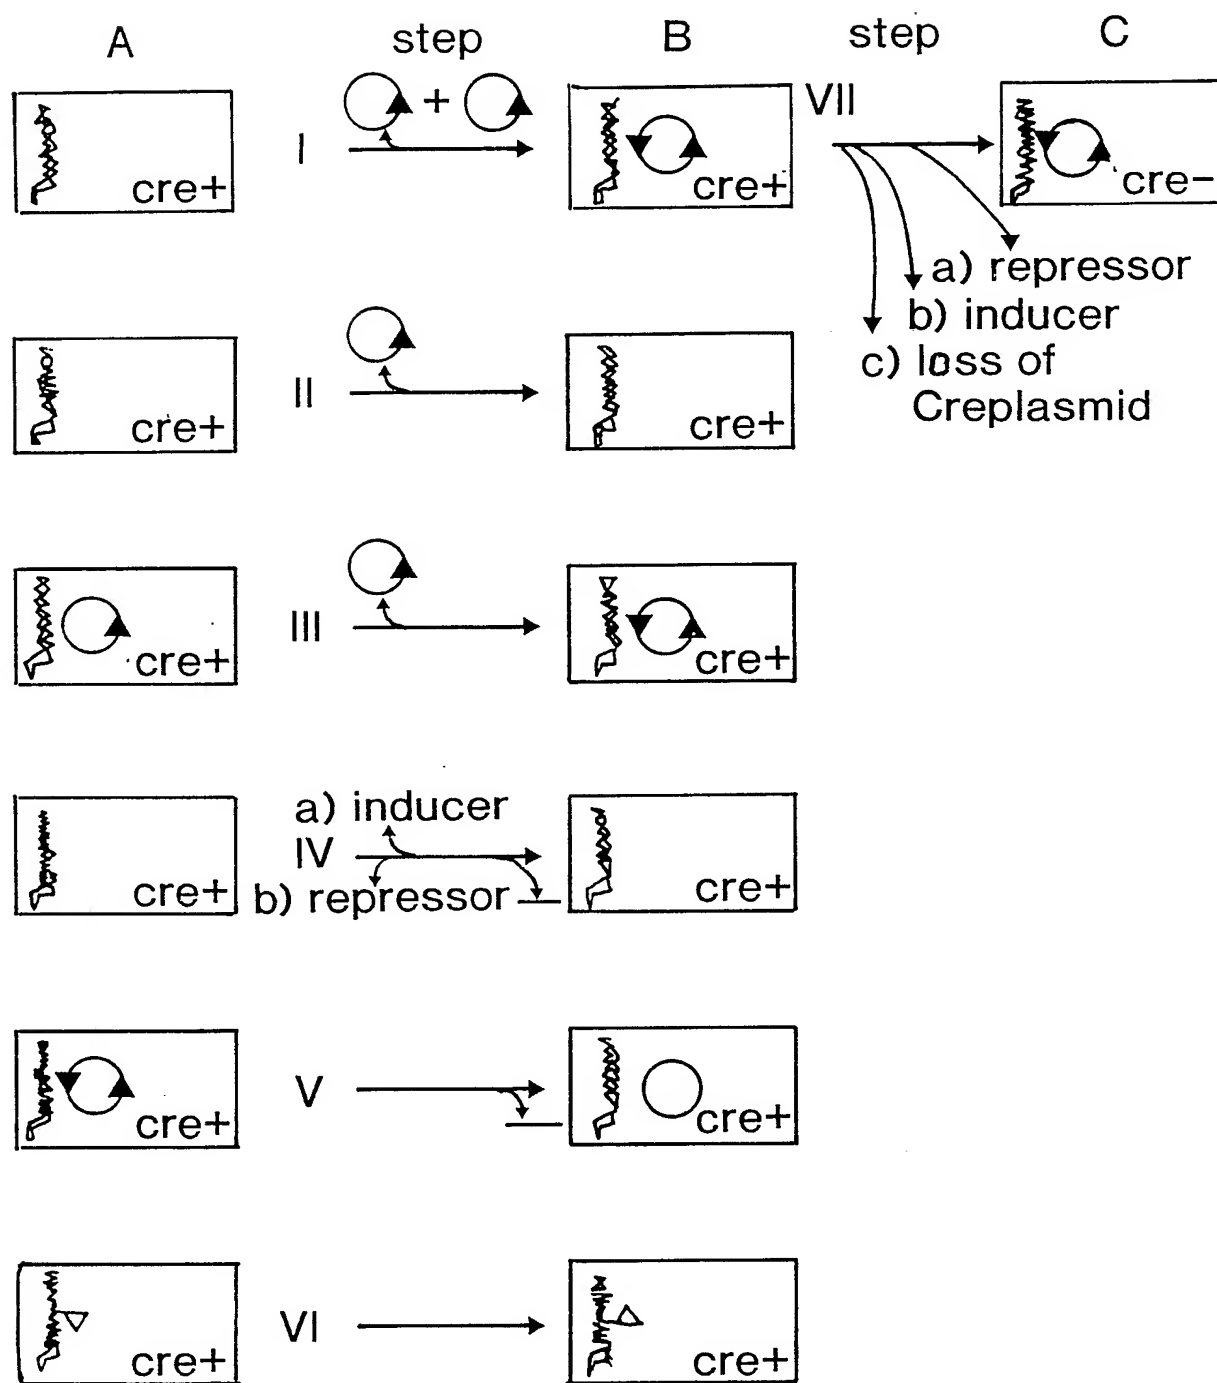 A step B step C
I + VII
cre+ cre+ cre-
a) repressor
b) inducer
c) loss of
Creplasmid
II
cre+ cre+
III
cre+ cre+
a) inducer
IV
b) repressor
cre+ cre+
V
cre+ cre+
VI
cre+ cre+